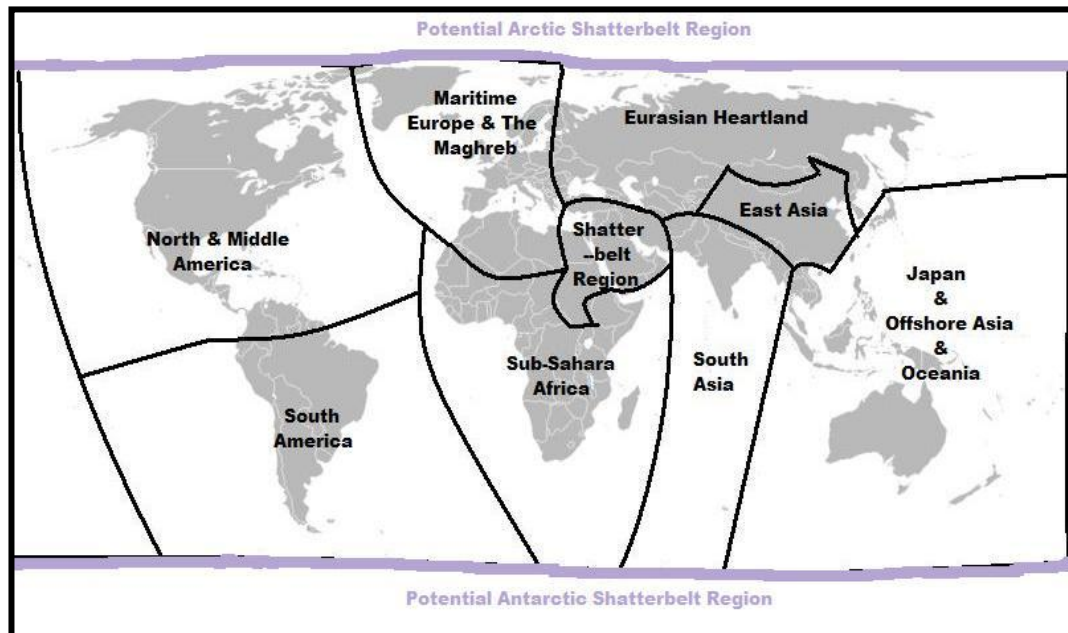 Potential Arctic Shatterbelt Region
Maritime
Europe & The
Maghreb
Eurasian Heartland
East Asia
North & Middle
America
Shatter
--belt
Region
Japan
&
Offshore Asia
&
Oceania
Sub-Sahara
Africa
South
Asia
South
America
Potential Antarctic Shatterbelt Region